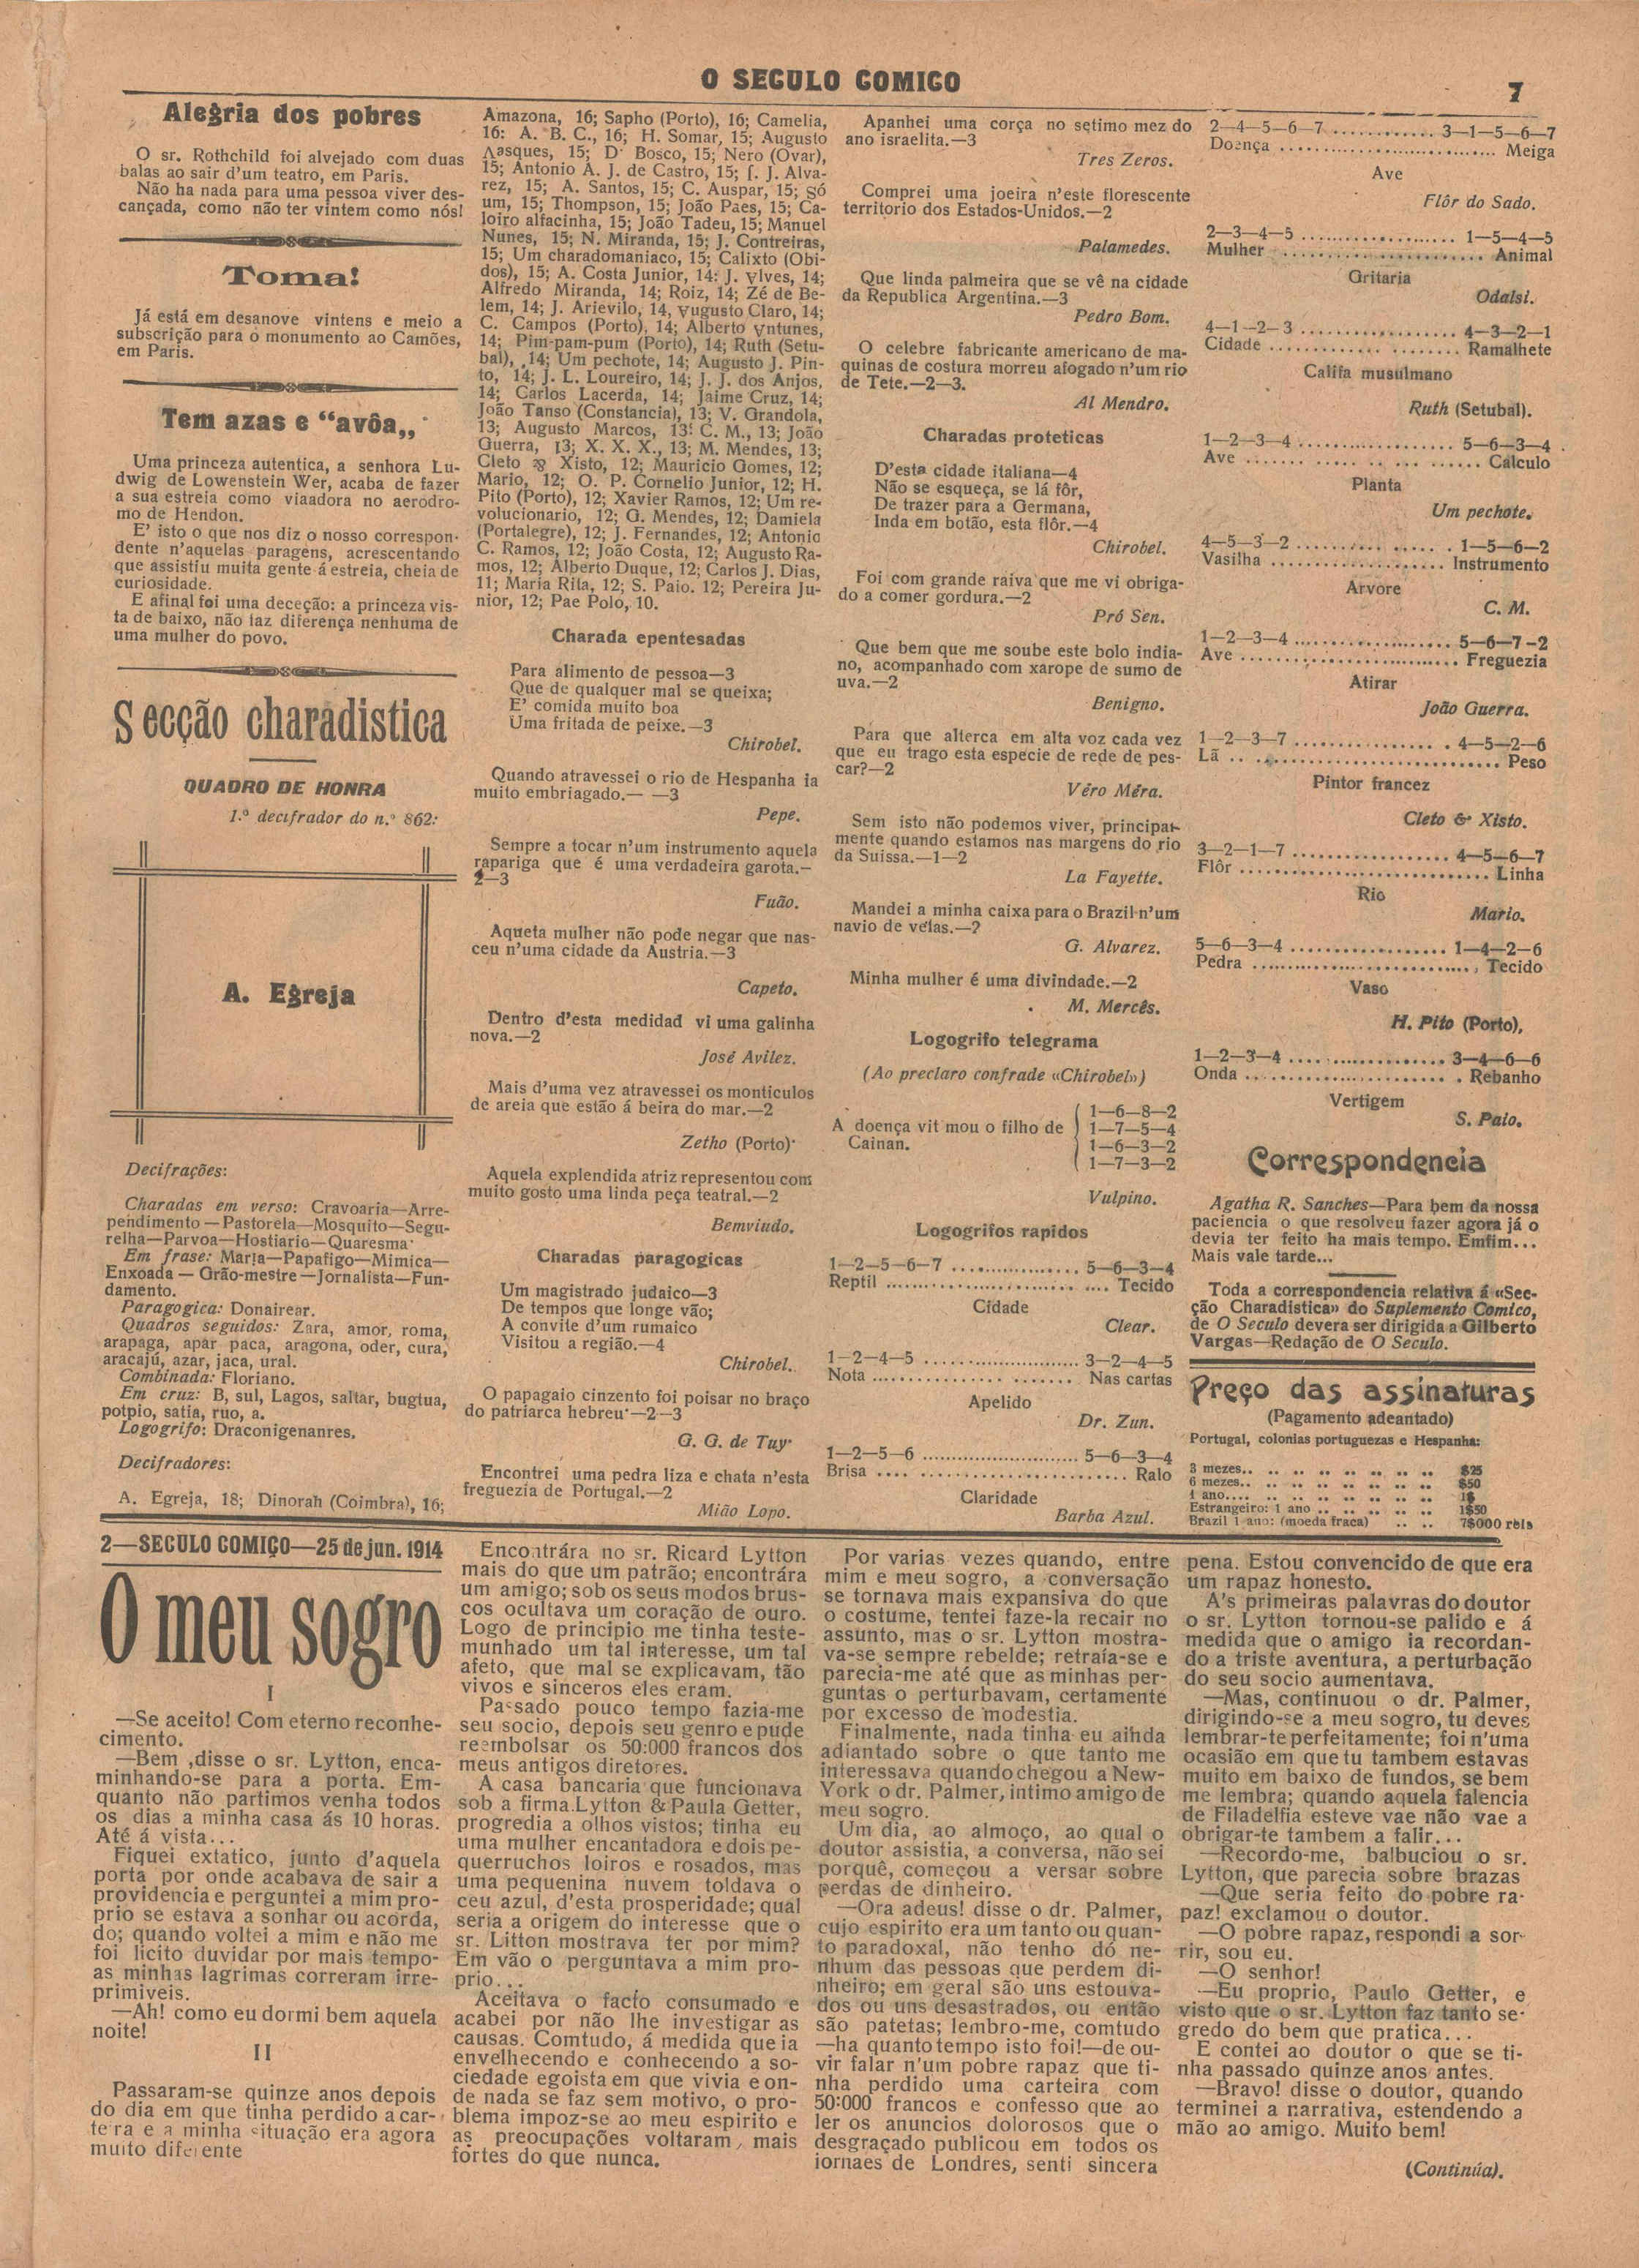 O SECULO COMICO
7
Alegria dos pobres
O sr. Rothchild foi alvejado com duas
balas ao sair d'um teatro, em Paris.
Não ha nada para uma pessoa viver des-
cançada, como não ter vintem como nós!
Toma!
Já está em desanove vintens e meio a
subscrição para o monumento ao Camões,
em Paris.
Tem azas e “avôa„
Uma princeza autentica, a senhora Lu-
dwig de Lowenstein Wer, acaba de fazer
a sua estreia como viaadora no aerodro-
mo de Hendon.
E' isto o que nos diz o nosso correspon-
dente n'aquelas paragens, acrescentando
que assistiu muita gente á estreia, cheia de
curiosidade.
E afinal foi uma deceção: a princeza vis-
ta de baixo, não faz diferença nenhuma de
uma mulher do povo.
Secção charadistica
QUADRO DE HONRA
1.º decifrador do n.º 862:
A. Egreja
Decifrações:
Charadas em verso: Cravoaria—Arre-
pendimento—Pastorela—Mosquito—Segu-
relha—Parvoa—Hostiario—Quaresma.
Em frase: Maria—Papafigo—Mimica—
Enxoada—Grão-mestre—Jornalista—Fun-
damento.
Paragogica: Donairear.
Quadros seguidos: Zara, amor, roma,
arapaga, apar paca, aragona, oder, cura,
aracajú, azar, jaca, ural.
Combinada: Floriano.
Em cruz: B, sul, Lagos, saltar, bugtua,
potpio, satia, ruo, a.
Logogrifo: Draconigenanres.
Decifradores:
A. Egreja, 18; Dinorah (Coimbra), 16;
Amazona, 16; Sapho (Porto), 16; Camelia,
16: A. B. C., 16; H. Somar, 15; Augusto
Aasques, 15; D· Bosco, 15; Nero (Ovar),
15; Antonio A. J. de Castro, 15; f. J. Alva-
rez, 15; A. Santos, 15; C. Auspar, 15; Só
um, 15; Thompson, 15; João Paes, 15; Ca-
loiro alfacinha, 15; João Tadeu, 15; Manuel
Nunes, 15; N. Miranda, 15; J. Contreiras,
15; Um charadomaniaco, 15; Calixto (Obi-
dos), 15; A. Costa Junior, 14: J. vlves, 14;
Alfredo Miranda, 14; Roiz, 14; Zé de Be-
lem, 14; J. Arievilo, 14, vugusto Claro, 14;
C. Campos (Porto), 14; Alberto vntunes,
14; Pim-pam-pum (Porio), 14; Ruth (Setu-
bal), 14; Um pechote, 14; Augusto J. Pin-
to, 14; J. L. Loureiro, 14; J. J. dos Anjos,
14; Carlos Lacerda, 14; Jaime Cruz, 14;
João Tanso (Constancia), 13; V. Grandola,
13; Augusto Marcos, 13: C. M., 13; João
Guerra, 13; X. X. X., 13; M. Mendes, 13;
Cleto & Xisto, 12; Mauricio Gomes, 12;
Mario, 12; O. P. Cornelio Junior, 12; H.
Pito (Porto), 12; Xavier Ramos, 12; Um re-
volucionario, 12; G. Mendes, 12; Damiela
(Portalegre), 12; J. Fernandes, 12; Antonio
C. Ramos, 12; João Costa, 12; Augusto Ra-
mos, 12; Alberto Duque, 12; Carlos J. Dias,
11; Maria Rita, 12; S. Paio. 12; Pereira Ju-
nior, 12; Pae Polo, 10.
Charada epentesadas
Para alimento de pessoa—3
Que de qualquer mal se queixa;
E' comida muito boa
Uma fritada de peixe.—3
Chirobel.
Quando atravessei o rio de Hespanha ia
muito embriagado.— —3
Pepe.
Sempre a tocar n'um instrumento aquela
rapariga que é uma verdadeira garota.—
2—3
Fuão.
Aqueta mulher não pode negar que nas-
ceu n'uma cidade da Austria.—3
Capeto.
Dentro d'esta medidad vi uma galinha
nova.—2
José Avilez.
Mais d'uma vez atravessei os monticulos
de areia que estão á beira do mar.—2
Zetho (Porto)·
Aquela explendida atriz representou com
muito gosto uma linda peça teatral.—2
Bemviudo.
Charadas paragogicas
Um magistrado judaico—3
De tempos que longe vão;
A convite d'um rumaico
Visitou a região.—4
Chirobel.
O papagaio cinzento foi poisar no braço
do patriarca hebreu·—2—3
G. G. de Tuy·
Encontrei uma pedra liza e chata n'esta
freguezia de Portugal.—2
Mião Lopo.
Apanhei uma corça no setimo mez do
ano israelita.—3
Tres Zeros.
Comprei uma joeira n'este florescente
territorio dos Estados-Unidos.—2
Palamedes.
Que linda palmeira que se vê na cidade
da Republica Argentina.—3
Pedro Bom.
O celebre fabricante americano de ma-
quinas de costura morreu afogado n'um rio
de Tete.—2—3.
Al Mendro.
Charadas proteticas
D'esta cidade italiana—4
Não se esqueça, se lá fôr,
De trazer para a Germana,
Inda em botão, esta flôr.—4
Chirobel.
Foi com grande raiva que me vi obriga-
do a comer gordura.—2
Pró Sen.
Que bem que me soube este bolo india-
no, acompanhado com xarope de sumo de
uva.—2
Benigno.
Para que alterca em alta voz cada vez
que eu trago esta especie de rede de pes-
car?—2
Véro Méra.
Sem isto não podemos viver, principat-
mente quando estamos nas margens do rio
da Suissa.—1—2
La Fayette.
Mandei a minha caixa para o Brazil n'um
navio de vélas.—?
G. Alvarez.
Minha mulher é uma divindade.—2
M. Mercês.
Logogrifo telegrama
(Ao preclaro confrade «Chirobel»)
A doença vit mou o filho de
Cainan.
1—6—8—2
1—7—5—4
1—6—3—2
1—7—3—2
Vulpino.
Logogrifos rapidos
1—2—5—6—7 ................ 5—6—3—4
Reptil ................................ Tecido
Cidade
Clear.
1—2—4—5 ........................ 3—2—4—5
Nota ........................ Nas cartas
Apelido
Dr. Zun.
1—2—5—6 ........................ 5—6—3—4
Brisa .................................. Ralo
Claridade
Barba Azul.
2—4—5—6—7 ............ 3—1—5—6—7
Doença ................................ Meiga
Ave
Flôr do Sado.
2—3—4—5 .................... 1—5—4—5
Mulher ............................ Animal
Gritaria
Odalsi.
4—1—2—3 .................... 4—3—2—1
Cidade ........................ Ramalhete
Califa musulmano
Ruth (Setubal).
1—2—3—4 .................... 5—6—3—4
Ave ............................ Calculo
Planta
Um pechote.
4—5—3—2 .................... 1—5—6—2
Vasilha .................... Instrumento
Arvore
C. M.
1—2—3—4 .................... 5—6—7—2
Ave ............................ Freguezia
Atirar
João Guerra.
1—2—3—7 .................... 4—5—2—6
Lã .................................... Peso
Pintor francez
Cleto & Xisto.
3—2—1—7 .................... 4—5—6—7
Flôr ................................ Linha
Rio
Mario.
5—6—3—4 .................... 1—4—2—6
Pedra ............................ Tecido
Vaso
H. Pito (Porto),
1—2—3—4 .................... 3—4—6—6
Onda ............................ Rebanho
Vertigem
S. Paio.
Correspondencia
Agatha R. Sanches—Para bem da nossa
paciencia o que resolveu fazer agora já o
devia ter feito ha mais tempo. Emfim...
Mais vale tarde...
Toda a correspondencia relativa á «Sec-
ção Charadistica» do Suplemento Comico,
de O Seculo devera ser dirigida a Gilberto
Vargas—Redação de O Seculo.
Preço das assinaturas
(Pagamento adeantado)
Portugal, colonias portuguezas e Hespanha:
3 mezes.. .. .. .. .. .. .. .. $25
6 mezes.. .. .. .. .. .. .. .. $50
1 ano.... .. .. .. .. .. .. .. 1$
Estrangeiro: 1 ano .. .. .. .. .. 1$50
Brazil 1 ano: (moeda fraca) .. .. 7$000 réis
2—SECULO COMICO—25 de jun. 1914
O meu sogro
I
—Se aceito! Com eterno reconhe-
cimento.
—Bem ,disse o sr. Lytton, enca-
minhando-se para a porta. Em-
quanto não partimos venha todos
os dias a minha casa ás 10 horas.
Até á vista...
Fiquei extatico, junto d'aquela
porta por onde acabava de sair a
providencia e perguntei a mim pro-
prio se estava a sonhar ou acorda,
do; quando voltei a mim e não me
foi licito duvidar por mais tempo-
as minhas lagrimas correram irre-
primiveis.
—Ah! como eu dormi bem aquela
noite!
II
Passaram-se quinze anos depois
do dia em que tinha perdido a car-
teira e a minha situação era agora
muito diferente
Encontrára no sr. Ricard Lytton
mais do que um patrão; encontrára
um amigo; sob os seus modos brus-
cos ocultava um coração de ouro.
Logo de principio me tinha teste-
munhado um tal interesse, um tal
afeto, que mal se explicavam, tão
vivos e sinceros eles eram.
Passado pouco tempo fazia-me
seu socio, depois seu genro e pude
reembolsar os 50:000 francos dos
meus antigos diretores.
A casa bancaria que funcionava
sob a firma Lytton & Paula Getter,
progredia a olhos vistos; tinha eu
uma mulher encantadora e dois pe-
querruchos loiros e rosados, mas
uma pequenina nuvem toldava o
ceu azul, d'esta prosperidade; qual
seria a origem do interesse que o
sr. Litton mostrava ter por mim?
Em vão o perguntava a mim pro-
prio...
Aceitava o facto consumado e
acabei por não lhe investigar as
causas. Comtudo, á medida que ia
envelhecendo e conhecendo a so-
ciedade egoista em que vivia e on-
de nada se faz sem motivo, o pro-
blema impoz-se ao meu espirito e
as preocupações voltaram, mais
fortes do que nunca.
Por varias vezes quando, entre
mim e meu sogro, a conversação
se tornava mais expansiva do que
o costume, tentei faze-la recair no
assunto, mas o sr. Lytton mostra-
va-se sempre rebelde; retraía-se e
parecia-me até que as minhas per-
guntas o perturbavam, certamente
por excesso de modestia.
Finalmente, nada tinha eu aihda
adiantado sobre o que tanto me
interessava quando chegou a New-
York o dr. Palmer, intimo amigo de
meu sogro.
Um dia, ao almoço, ao qual o
doutor assistia, a conversa, não sei
porquê, começou a versar sobre
perdas de dinheiro.
—Ora adeus! disse o dr. Palmer,
cujo espirito era um tanto ou quan-
to paradoxal, não tenho dó ne-
nhum das pessoas que perdem di-
nheiro; em geral são uns estouva-
dos ou uns desastrados, ou então
são patetas; lembro-me, comtudo
—ha quanto tempo isto foi!—de ou-
vir falar n'um pobre rapaz que ti-
nha perdido uma carteira com
50:000 francos e confesso que ao
ler os anuncios dolorosos que o
desgraçado publicou em todos os
jornaes de Londres, senti sincera
pena. Estou convencido de que era
um rapaz honesto.
A's primeiras palavras do doutor
o sr. Lytton tornou-se palido e á
medida que o amigo ia recordan-
do a triste aventura, a perturbação
do seu socio aumentava.
—Mas, continuou o dr. Palmer,
dirigindo-se a meu sogro, tu deves
lembrar-te perfeitamente; foi n'uma
ocasião em que tu tambem estavas
muito em baixo de fundos, se bem
me lembra; quando aquela falencia
de Filadelfia esteve vae não vae a
obrigar-te tambem a falir...
—Recordo-me, balbuciou o sr.
Lytton, que parecia sobre brazas
—Que seria feito do pobre ra-
paz! exclamou o doutor.
—O pobre rapaz, respondi a sor-
rir, sou eu.
—O senhor!
—Eu proprio, Paulo Getter, e
visto que o sr. Lytton faz tanto se-
gredo do bem que pratica...
E contei ao doutor o que se ti-
nha passado quinze anos antes.
—Bravo! disse o doutor, quando
terminei a narrativa, estendendo a
mão ao amigo. Muito bem!
(Continúa).